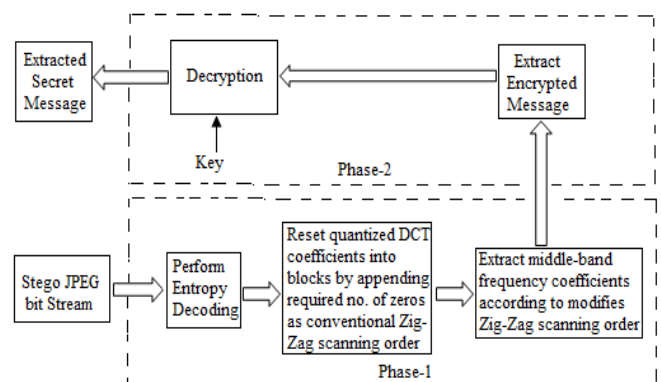 Extracted
Secret
Message
Decryption
Extract
Encrypted
Message
Key
Phase-2
Stego JPEG
bit Stream
Perform
Entropy
Decoding
Reset quantized DCT
coefficients into
blocks by appending
required no. of zeros
as conventional Zig-
Zag scanning order
Extract middle-band
frequency coefficients
according to modifies
Zig-Zag scanning order
Phase-1